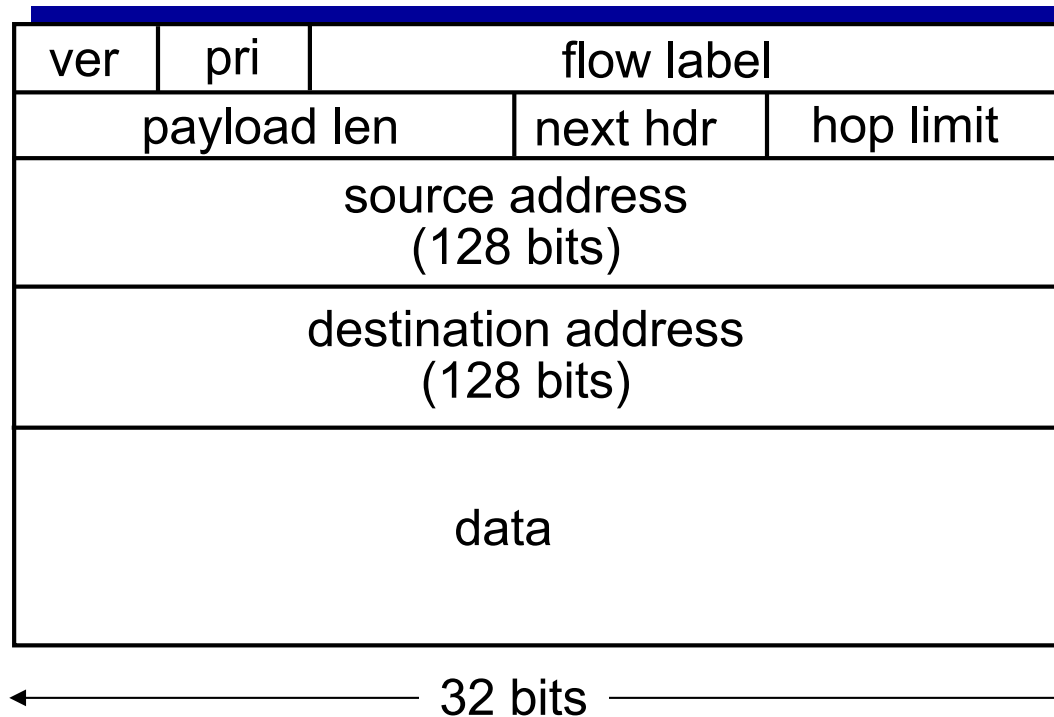 ver pri flow label
payload len next hdr hop limit
source address
(128 bits)
destination address
(128 bits)
data
32 bits